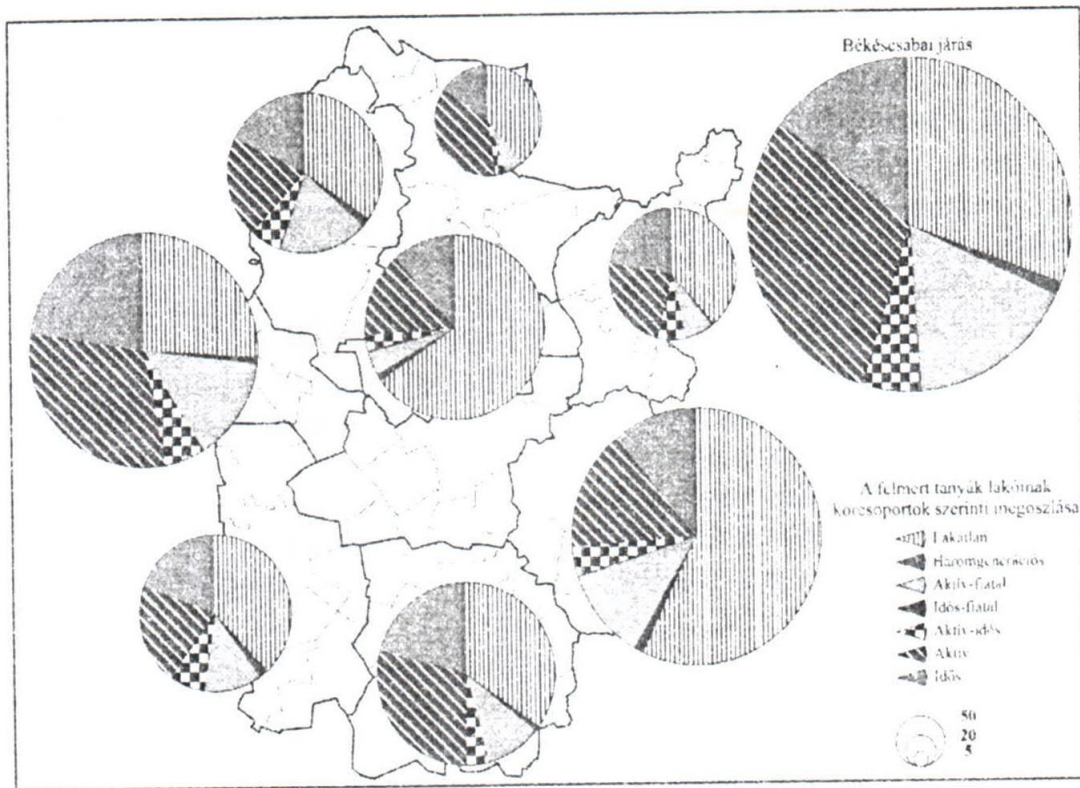 Békéscsabai járás
A felmért tanyák lakóinak
korcsoportok szerinti megoszlása
Lakatlan
Háromgenerációs
Aktív-fiatal
Idős-fiatal
Aktív-idős
Aktív
Idős
50
20
5